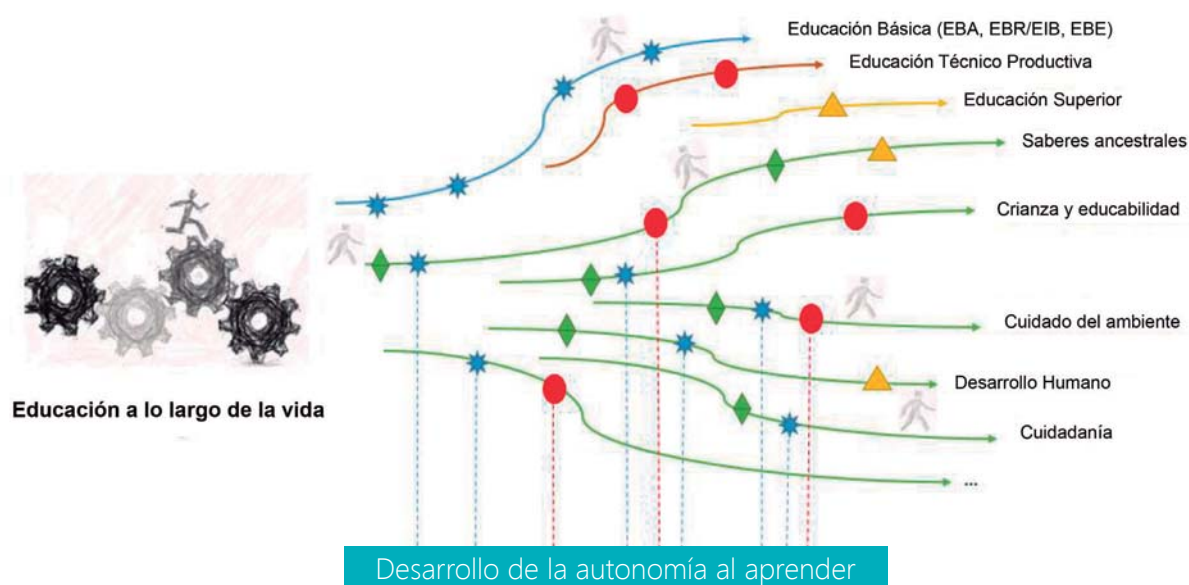 Educación Básica (EBA, EBR/EIB, EBE)
Educación Técnico Productiva
Educación Superior
Saberes ancestrales
Crianza y educabilidad
Cuidado del ambiente
Desarrollo Humano
Cuidadanía
...
Educación a lo largo de la vida
Desarrollo de la autonomía al aprender